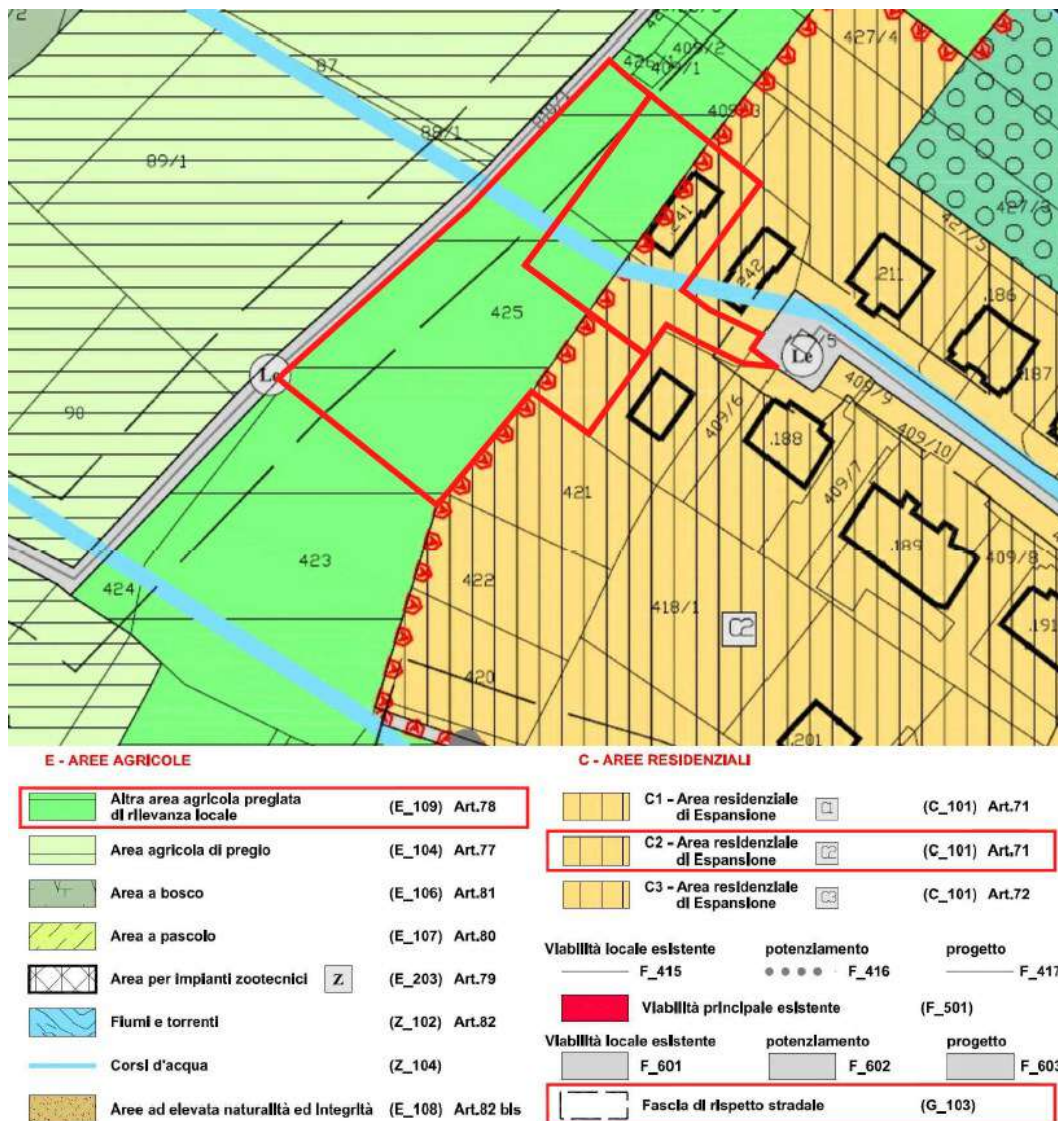 427/4
409/2
409/1
87
88/1
409/3
89/1
.241
.242
427/3
427/5
.211
.186
425
Le
Le
.187
90
409/9
409/6
409/10
.188
421
409/7
423
.189
422
409/8
424
418/1
C2
.191
420
.201
E - AREE AGRICOLE
Altra area agricola pregiata
di rilevanza locale
(E_109) Art.78
Area agricola di pregio (E_104) Art.77
Area a bosco (E_106) Art.81
Area a pascolo (E_107) Art.80
Area per impianti zootecnici Z (E_203) Art.79
Fiumi e torrenti (Z_102) Art.82
Corsi d'acqua (Z_104)
Aree ad elevata naturalità ed Integrità (E_108) Art.82 bis
C - AREE RESIDENZIALI
C1 - Area residenziale
di Espansione
C1 (C_101) Art.71
C2 - Area residenziale
di Espansione
C2 (C_101) Art.71
C3 - Area residenziale
di Espansione
C3 (C_101) Art.72
Viabilità locale esistente potenziamento progetto
F_415 F_416 F_417
Viabilità principale esistente (F_501)
Viabilità locale esistente potenziamento progetto
F_601 F_602 F_603
Fascia di rispetto stradale (G_103)